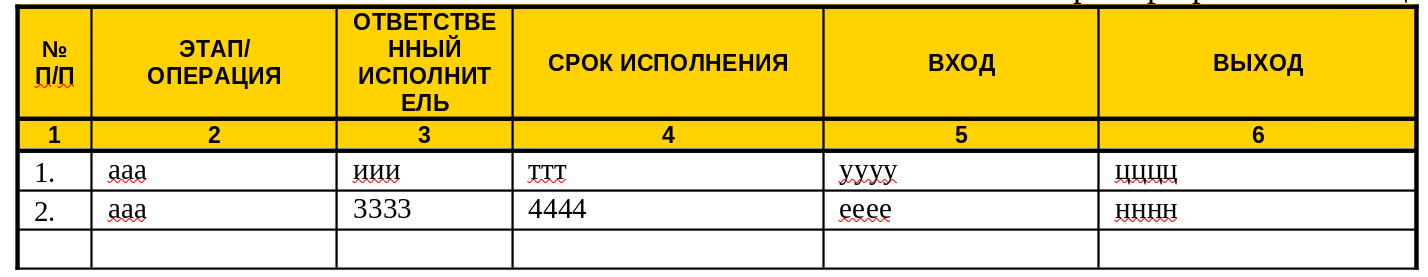 № П/П
ЭТАП/ ОПЕРАЦИЯ
ОТВЕТСТВЕ
ННЫЙ
ИСПОЛНИТ
ЕЛЬ
СРОК ИСПОЛНЕНИЯ
ВХОД
ВЫХОД
1 2 3 4 5 6
1. ааа иии ттт уууу цццц
2. ааа 3333 4444 ееее нннн